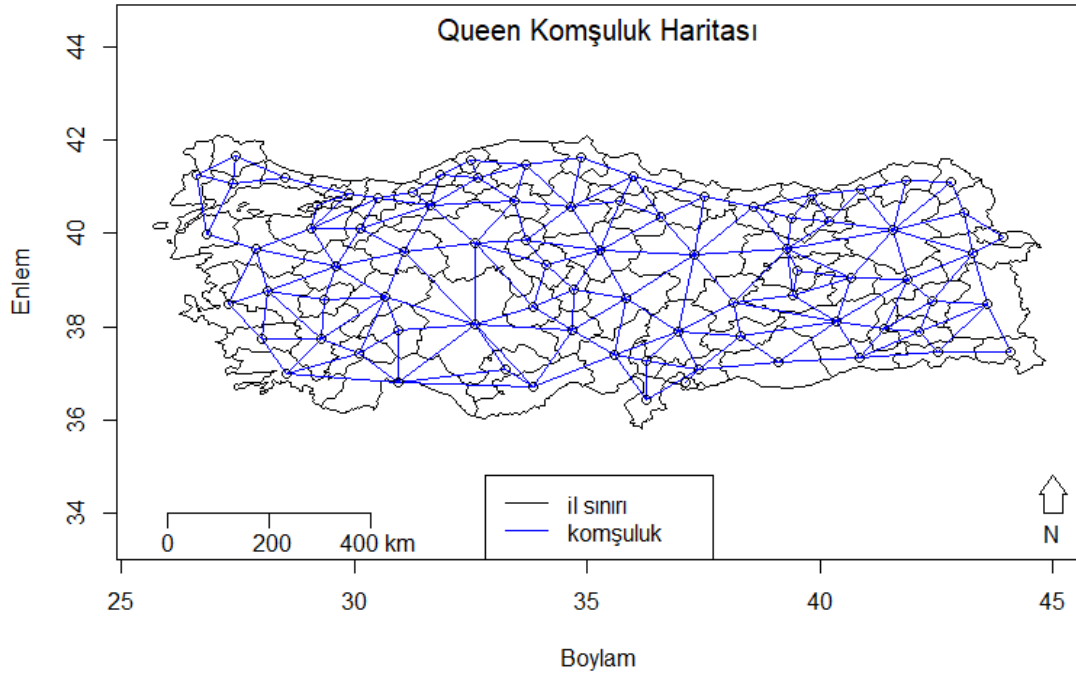 Queen Komşuluk Haritası
44
42
40
38
36
34
Enlem
il sınırı
komşuluk
0 200 400 km
N
25 30 35 40 45
Boylam